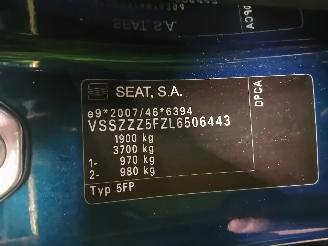 SEAT, S.A.
e9*2007/46*6394
VSSZZZ5FZL6506443
1900 kg
3700 kg
1- 970 kg
2- 980 kg
Typ 5FP
DPCA